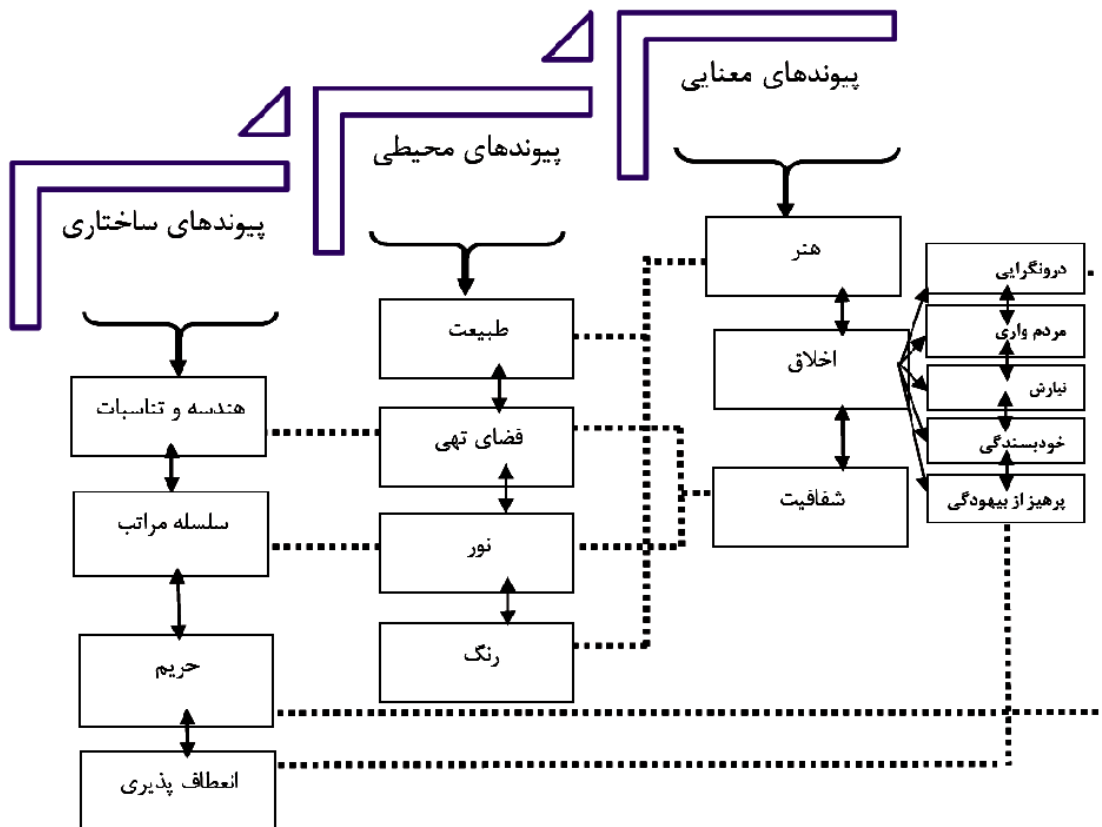 پیوندهای معنایی
هنر
اخلاق
شفافیت
درونگرایی
مردم واری
نیارش
خودبسندگی
پرهیز از بیهودگی
پیوندهای محیطی
طبیعت
فضای تهی
نور
رنگ
پیوندهای ساختاری
هندسه و تناسبات
سلسله مراتب
حریم
انعطاف پذیری